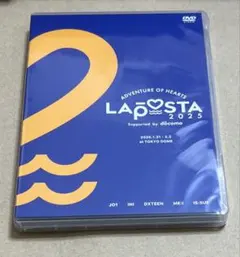 DVD
ADVENTURE OF HEARTS
LAPOSTA
2025
Supported by döcomo
2025.1.31 - 2.2
at TOKYO DOME
JO1 INI DXTEEN ME:I IS:SUE